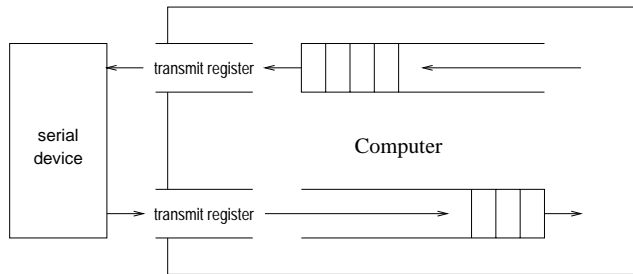 transmit register
serial
device
Computer
transmit register